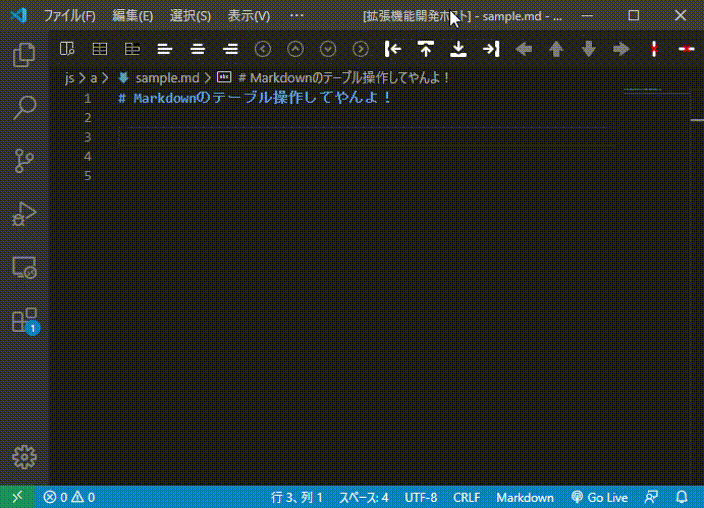 ファイル(F) 編集(E) 選択(S) 表示(V) ··· [拡張機能開発ホスト] - sample.md - ...
js > a > sample.md > abc # Markdownのテーブル操作してやんよ！
1 # Markdownのテーブル操作してやんよ！
2
3
4
5
1
0 0 行 3、列 1 スペース: 4 UTF-8 CRLF Markdown Go Live